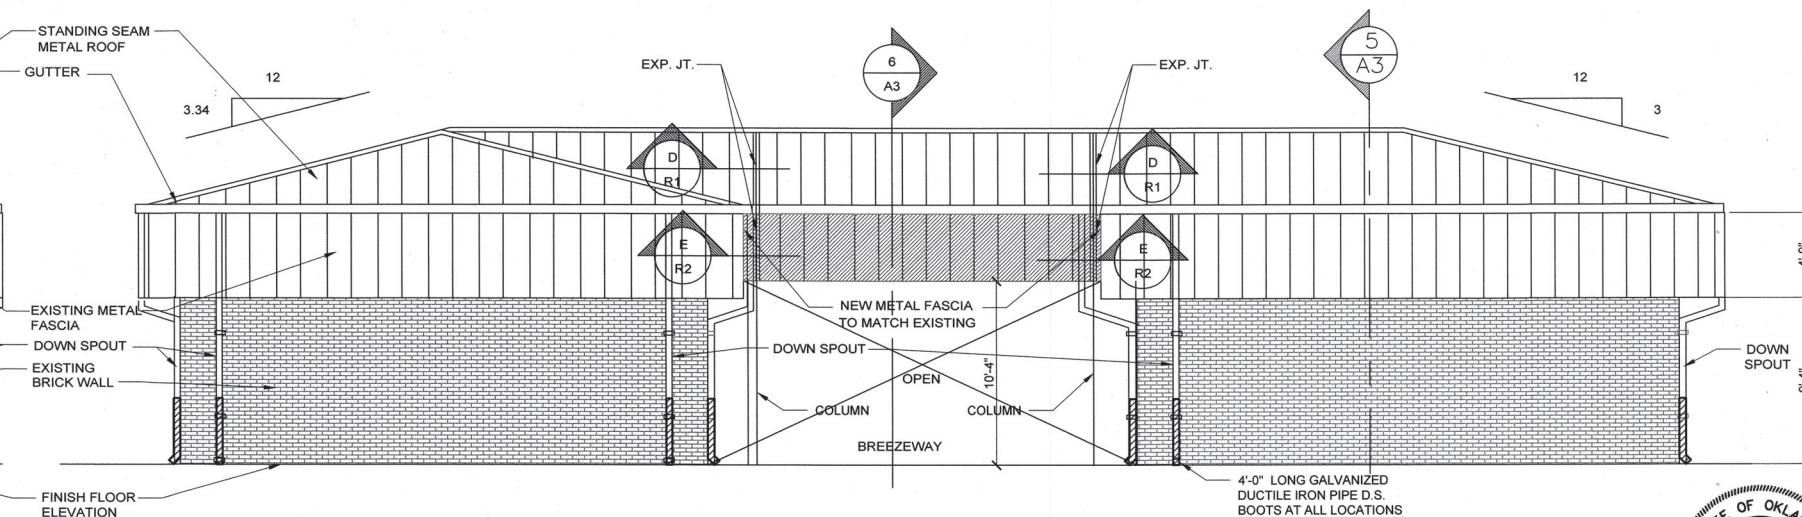 STANDING SEAM
METAL ROOF
GUTTER
12
3.34
EXP. JT.
6
A3
EXP. JT.
5
A3
12
3
D
R1
D
R1
E
R2
E
R2
EXISTING METAL
FASCIA
DOWN SPOUT
EXISTING
BRICK WALL
NEW METAL FASCIA
TO MATCH EXISTING
DOWN SPOUT
OPEN
10'-4"
COLUMN
COLUMN
BREEZEWAY
DOWN
SPOUT
FINISH FLOOR
ELEVATION
4'-0" LONG GALVANIZED
DUCTILE IRON PIPE D.S.
BOOTS AT ALL LOCATIONS
OF